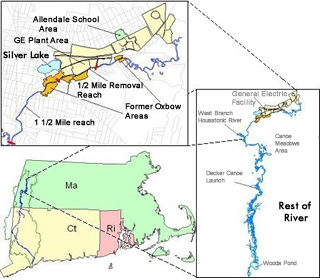 Allendale School
Area
GE Plant Area
Silver Lake
1/2 Mile Removal
Reach
Former Oxbow
Areas
1 1/2 Mile reach
General Electric
Facility
West Branch
Housatonic River
Canoe
Meadows
Area
Decker Canoe
Launch
Rest of
River
Woods Pond
Ma
Ct
Ri